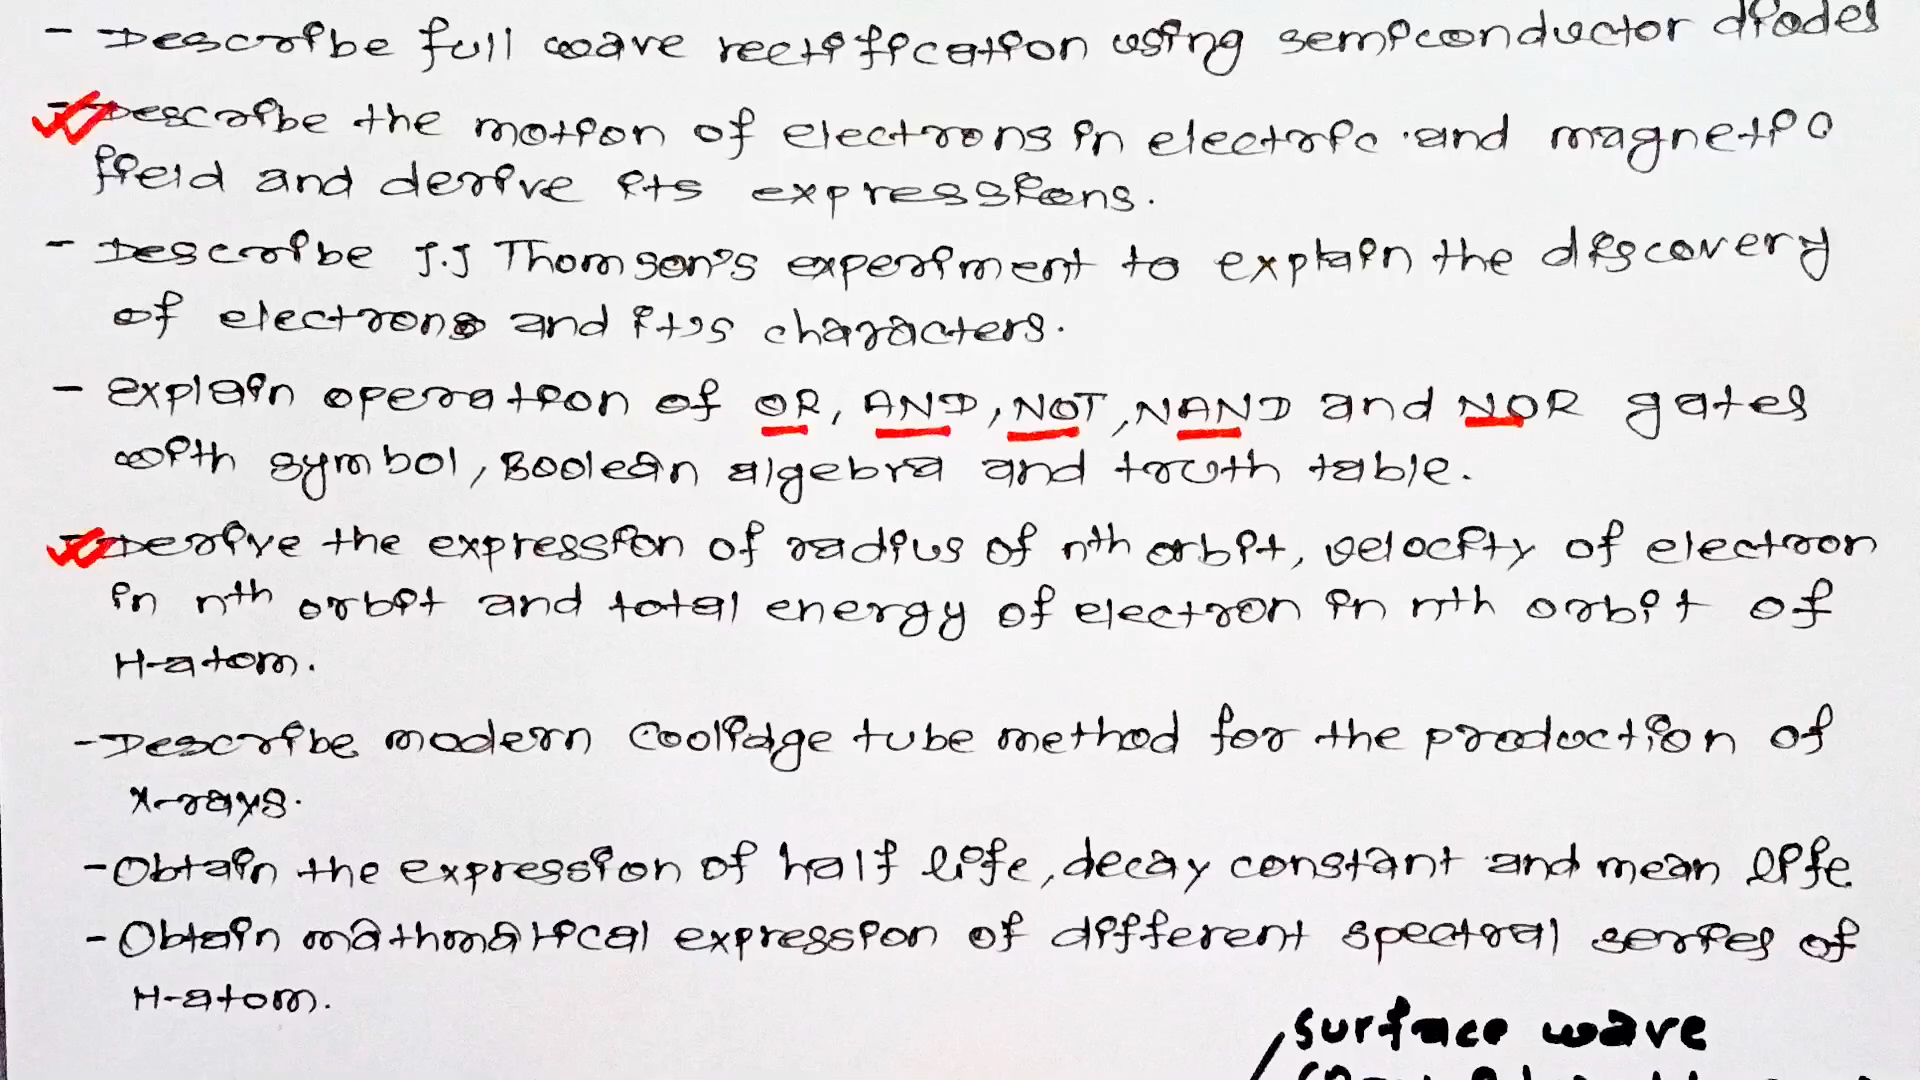 - Describe full wave rectification using semiconductor diodes
- Describe the motion of electrons in electric and magnetic
field and derive its expressions.
- Describe J.J Thomson's experiment to explain the discovery
of electrons and it's characters.
- explain operation of OR, AND, NOT, NAND and NOR gates
with symbol, Boolean algebra and truth table.
- Derive the expression of radius of nth orbit, velocity of electron
in nth orbit and total energy of electron in nth orbit of
H-atom.
- Describe modern Coolidge tube method for the production of
X-rays.
- Obtain the expression of half life, decay constant and mean life
- Obtain mathmatical expression of different spectral series of
H-atom.
surface wave